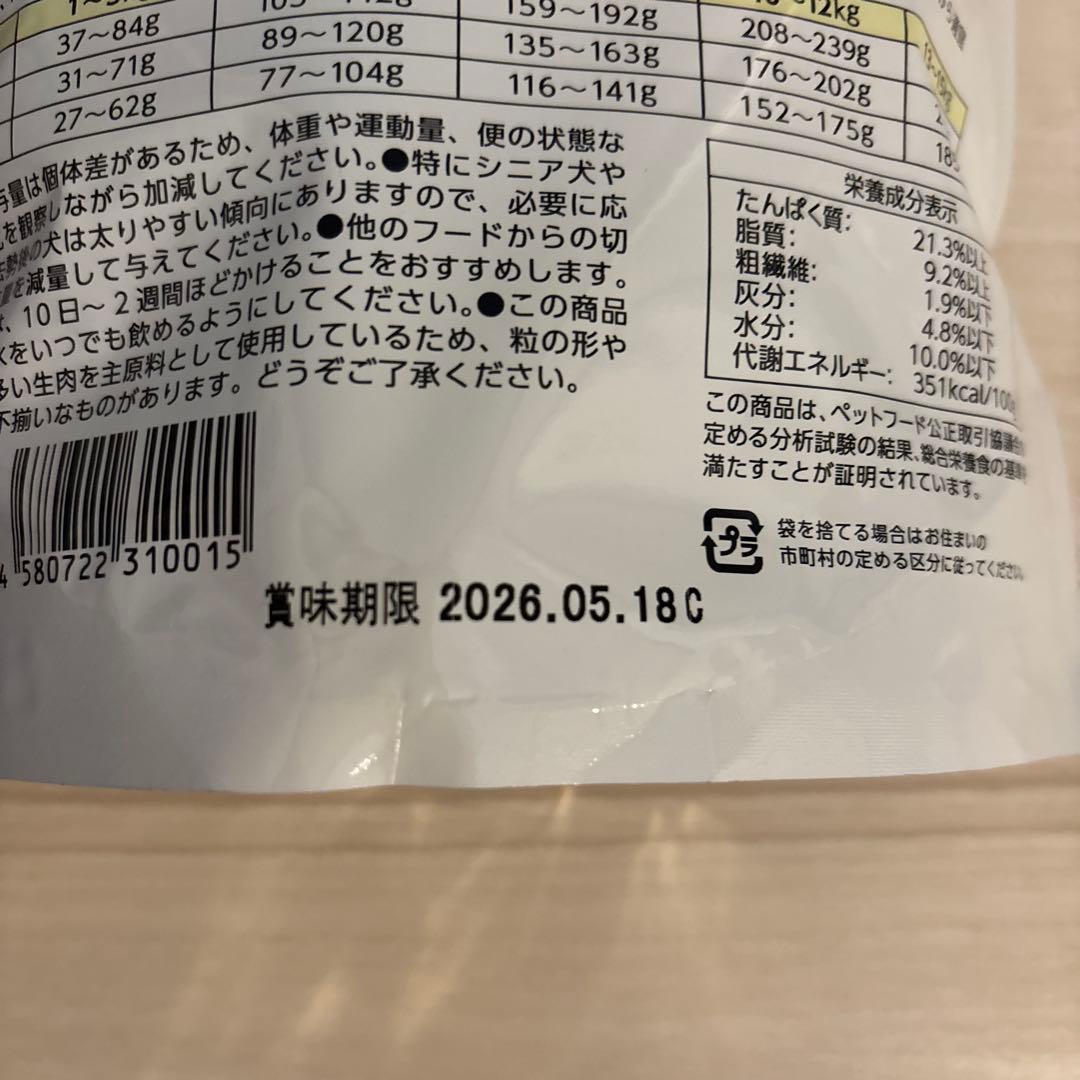 12kg
37～84g
89～120g
159～192g
208～239g
31～71g
77～104g
135～163g
176～202g
27～62g
116～141g
152～175g
量は個体差があるため、体重や運動量、便の状態な
を観察しながら加減してください。●特にシニア犬や
の犬は太りやすい傾向にありますので、必要に応
を減量して与えてください。●他のフードからの切
、10日～2週間ほどかけることをおすすめします。
をいつでも飲めるようにしてください。●この商品
い生肉を主原料として使用しているため、粒の形や
不揃いなものがあります。どうぞご了承ください。
栄養成分表示
たんぱく質: 21.3%以上
脂質: 9.2%以上
粗繊維: 1.9%以下
灰分: 4.8%以下
水分: 10.0%以下
代謝エネルギー: 351kcal/100g
この商品は、ペットフード公正取引協議会
定める分析試験の結果、総合栄養食の基準
満たすことが証明されています。
プラ
袋を捨てる場合はお住まいの
市町村の定める区分に従ってください。
4 580722 310015
賞味期限 2026.05.18C